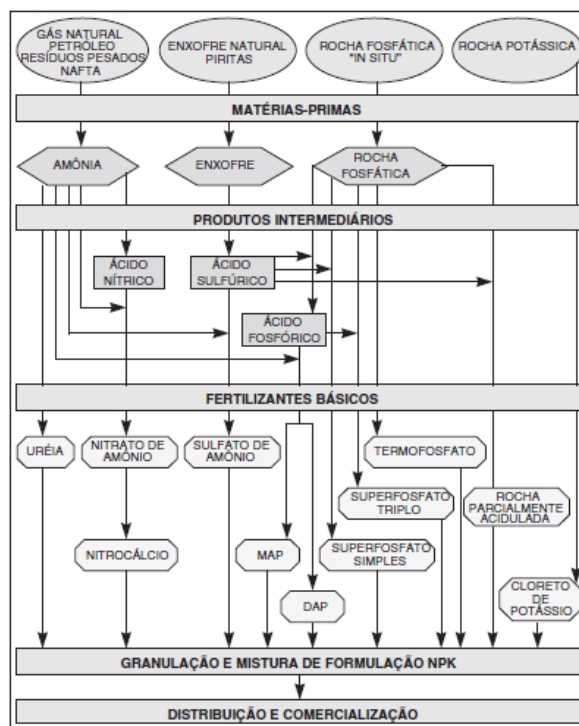 GÁS NATURAL
PETRÓLEO
RESÍDUOS PESADOS
NAFTA
ENXOFRE NATURAL
PIRITAS
ROCHA FOSFÁTICA
"IN SITU"
ROCHA POTÁSSICA
MATÉRIAS-PRIMAS
AMÔNIA
ENXOFRE
ROCHA
FOSFÁTICA
PRODUTOS INTERMEDIÁRIOS
ÁCIDO
NÍTRICO
ÁCIDO
SULFÚRICO
ÁCIDO
FOSFÓRICO
FERTILIZANTES BÁSICOS
URÉIA
NITRATO DE
AMÔNIO
SULFATO DE
AMÔNIO
TERMOFOSFATO
SUPERFOSFATO
TRIPLO
ROCHA
PARCIALMENTE
ACIDULADA
NITROCÁLCIO
MAP
SUPERFOSFATO
SIMPLES
DAP
CLORETO
DE
POTÁSSIO
GRANULAÇÃO E MISTURA DE FORMULAÇÃO NPK
DISTRIBUIÇÃO E COMERCIALIZAÇÃO